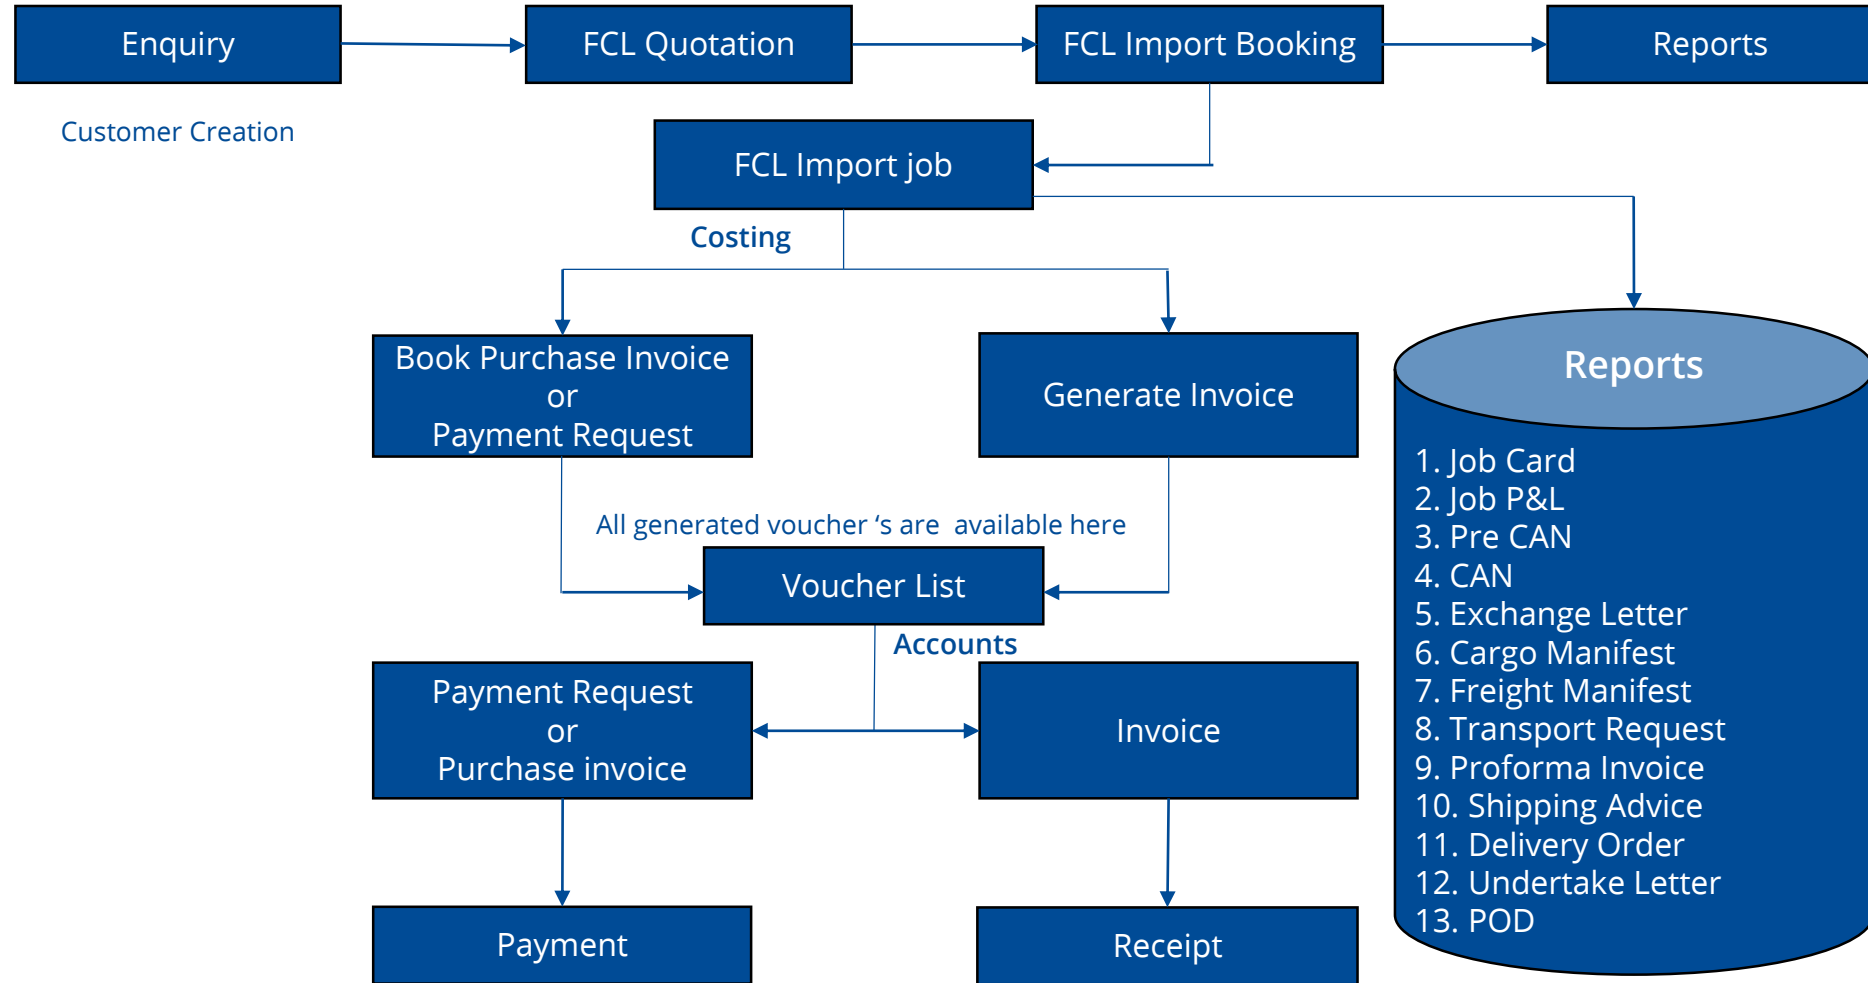 Enquiry
FCL Quotation
FCL Import Booking
Reports
Customer Creation
FCL Import job
Costing
Book Purchase Invoice
or
Payment Request
Generate Invoice
All generated voucher ‘s are  available here
Voucher List
Accounts
Payment Request
or
Purchase invoice
Invoice
Payment
Receipt
Reports
1. Job Card
2. Job P&L
3. Pre CAN
4. CAN
5. Exchange Letter
6. Cargo Manifest
7. Freight Manifest
8. Transport Request
9. Proforma Invoice
10. Shipping Advice
11. Delivery Order
12. Undertake Letter
13. POD